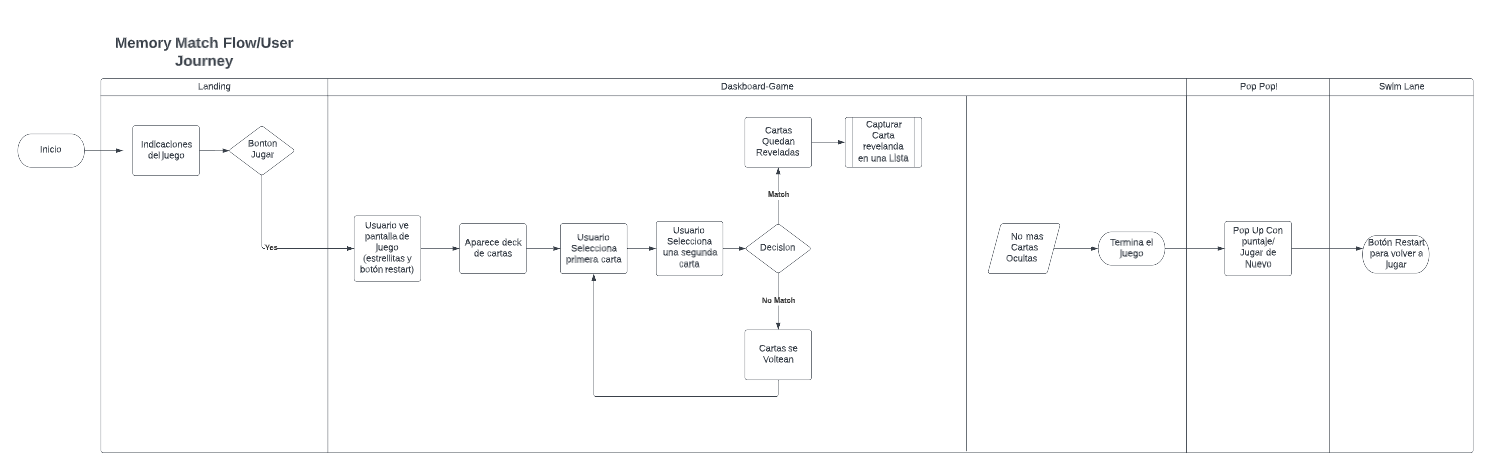 Memory Match Flow/User
Journey
Landing
Daskboard-Game
Pop Pop!
Swim Lane
Inicio
Indicaciones
del juego
Bonton
Jugar
Yes
Usuario ve
pantalla de
juego
(estrellitas y
botón restart)
Aparece deck
de cartas
Usuario
Selecciona
primera carta
Usuario
Selecciona
una segunda
carta
Decision
Match
Cartas
Quedan
Reveladas
Capturar
Carta
revelanda
en una Lista
No Match
Cartas se
Voltean
No mas
Cartas
Ocultas
Termina el
juego
Pop Up Con
puntaje/
Jugar de
Nuevo
Botón Restart
para volver a
jugar